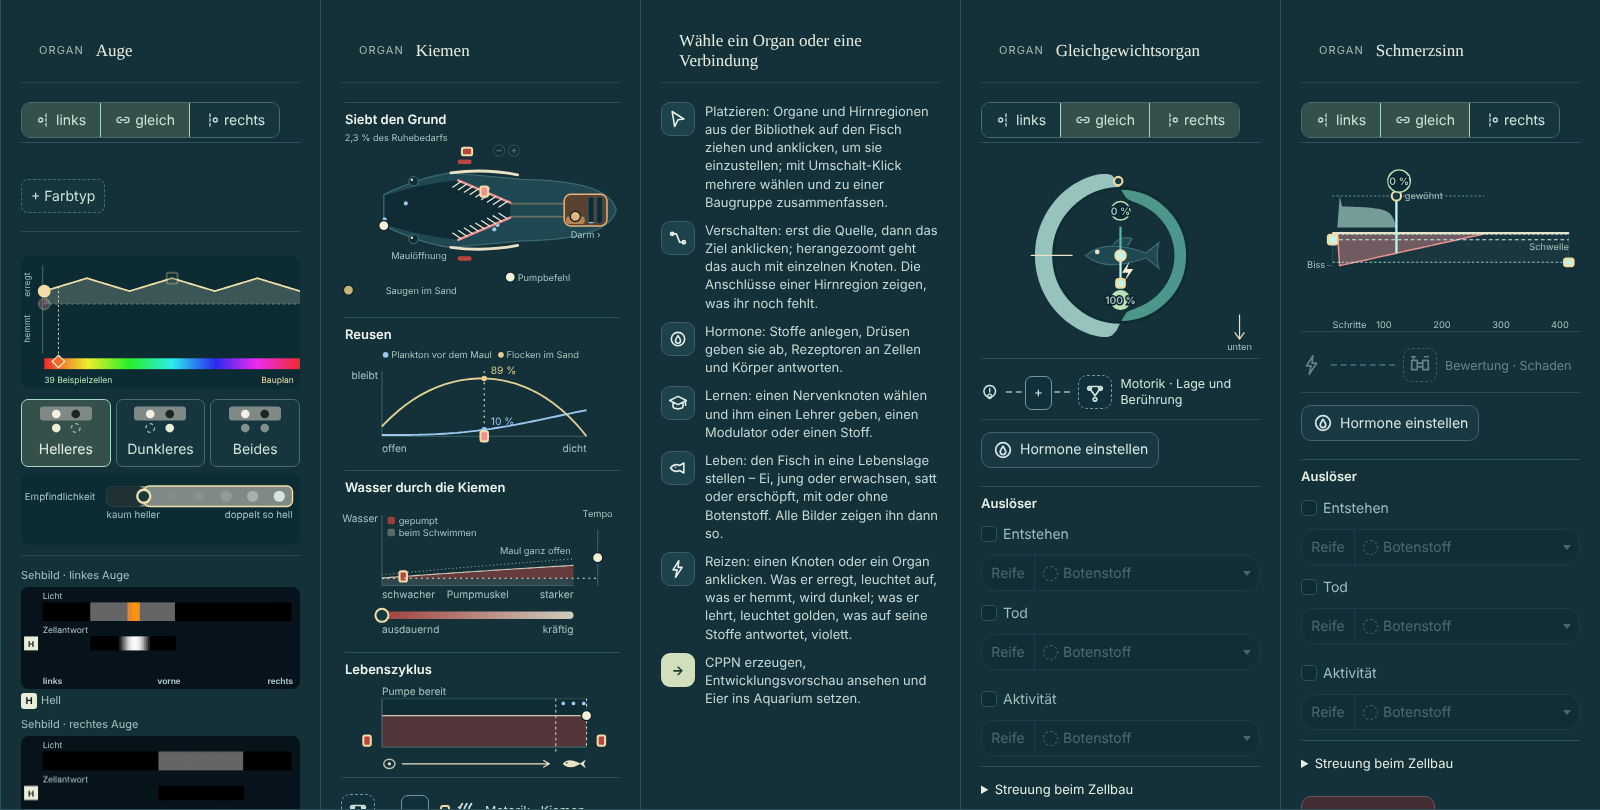 ORGAN Auge
links gleich rechts
+ Farbtyp
erregt
hemmt
39 Beispielzellen Bauplan
Helleres Dunkleres Beides
Empfindlichkeit
kaum heller doppelt so hell
Sehbild · linkes Auge
Licht
Zellantwort
H
links vorne rechts
H Hell
Sehbild · rechtes Auge
Licht
Zellantwort
H
ORGAN Kiemen
Siebt den Grund
2,3 % des Ruhebedarfs
Darm ›
Maulöffnung
Pumpbefehl
Saugen im Sand
Reusen
Plankton vor dem Maul Flocken im Sand
bleibt 89 %
10 %
offen dicht
Wasser durch die Kiemen
Wasser gepumpt Tempo
beim Schwimmen
Maul ganz offen
schwacher Pumpmuskel starker
ausdauernd kräftig
Lebenszyklus
Pumpe bereit
Motorik · Kiemen
Wähle ein Organ oder eine
Verbindung
Platzieren: Organe und Hirnregionen
aus der Bibliothek auf den Fisch
ziehen und anklicken, um sie
einzustellen; mit Umschalt-Klick
mehrere wählen und zu einer
Baugruppe zusammenfassen.
Verschalten: erst die Quelle, dann das
Ziel anklicken; herangezoomt geht
das auch mit einzelnen Knoten. Die
Anschlüsse einer Hirnregion zeigen,
was ihr noch fehlt.
Hormone: Stoffe anlegen, Drüsen
geben sie ab, Rezeptoren an Zellen
und Körper antworten.
Lernen: einen Nervenknoten wählen
und ihm einen Lehrer geben, einen
Modulator oder einen Stoff.
Leben: den Fisch in eine Lebenslage
stellen – Ei, jung oder erwachsen, satt
oder erschöpft, mit oder ohne
Botenstoff. Alle Bilder zeigen ihn dann
so.
Reizen: einen Knoten oder ein Organ
anklicken. Was er erregt, leuchtet auf,
was er hemmt, wird dunkel; was er
lehrt, leuchtet golden, was auf seine
Stoffe antwortet, violett.
CPPN erzeugen,
Entwicklungsvorschau ansehen und
Eier ins Aquarium setzen.
ORGAN Gleichgewichtsorgan
links gleich rechts
0 %
100 %
unten
+ Motorik · Lage und
Berührung
Hormone einstellen
Auslöser
Entstehen
Reife Botenstoff
Tod
Reife Botenstoff
Aktivität
Reife Botenstoff
Streuung beim Zellbau
ORGAN Schmerzsinn
links gleich rechts
0 %
gewöhnt
Schwelle
Biss
Schritte 100 200 300 400
Bewertung · Schaden
Hormone einstellen
Auslöser
Entstehen
Reife Botenstoff
Tod
Reife Botenstoff
Aktivität
Reife Botenstoff
Streuung beim Zellbau